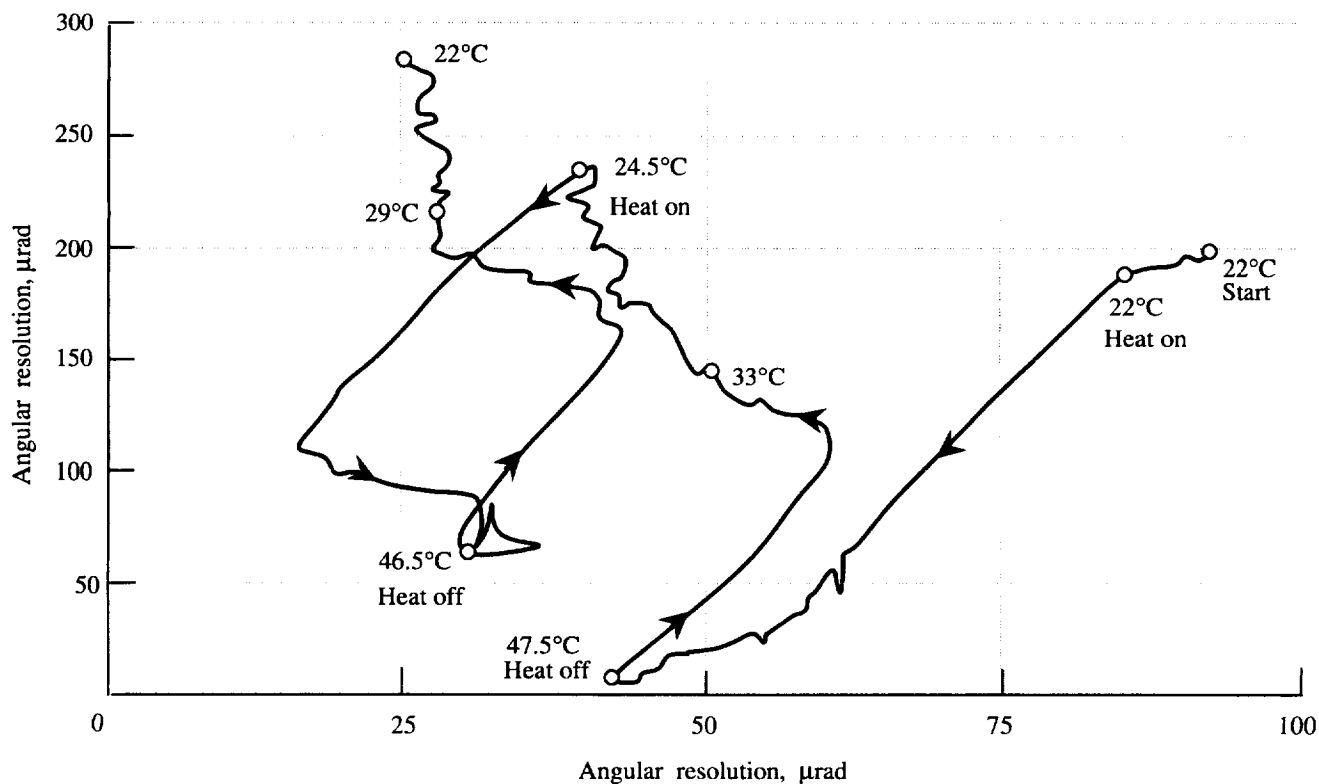 300
22°C
250
24.5°C
Heat on
29°C
200
22°C
Start
22°C
Heat on
150
33°C
100
46.5°C
Heat off
50
47.5°C
Heat off
0
25
50
75
100
Angular resolution, μrad
Angular resolution, μrad